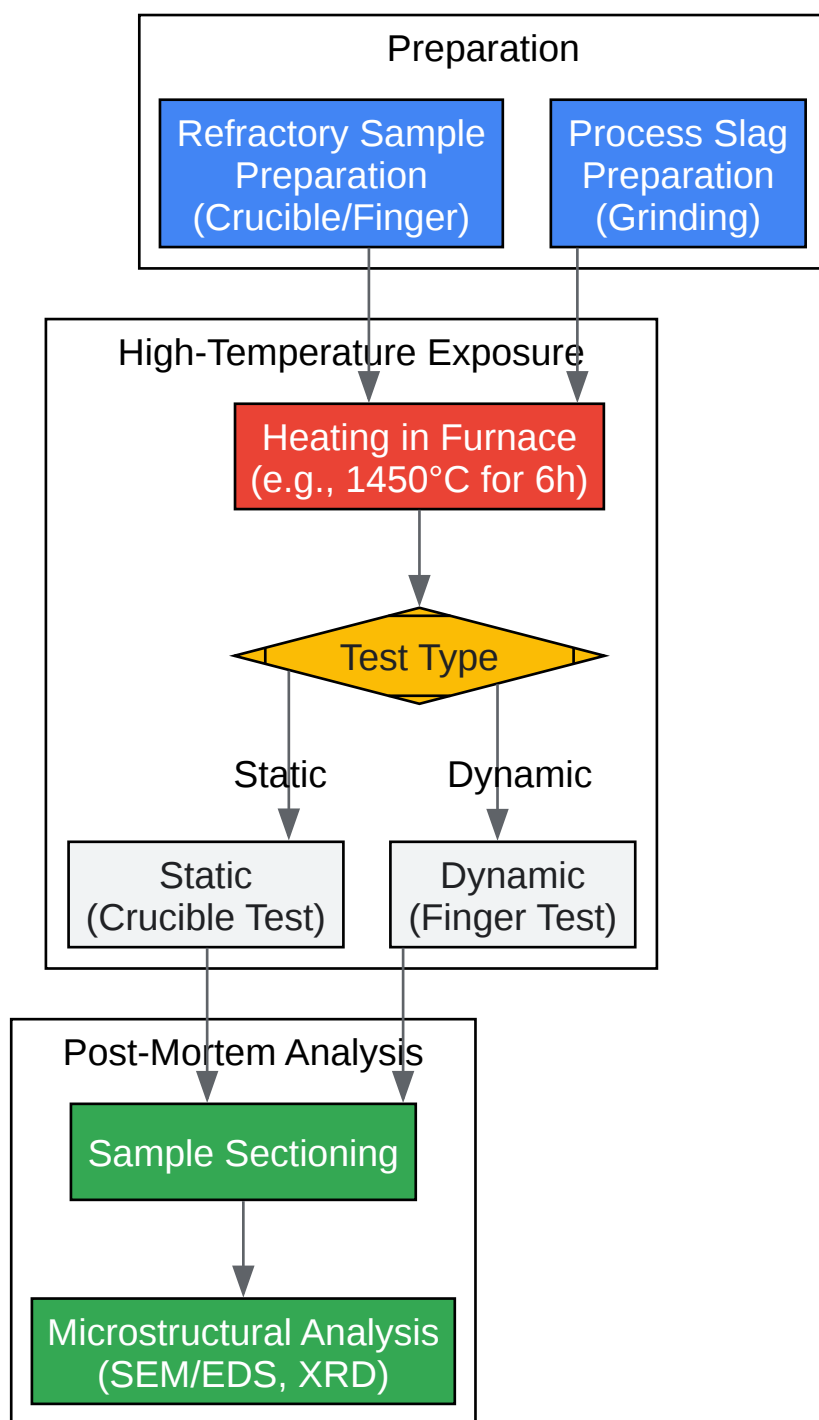 Preparation
Refractory Sample
Preparation
(Crucible/Finger)
Process Slag
Preparation
(Grinding)
High-Temperature Exposure
Heating in Furnace
(e.g., 1450°C for 6h)
Test Type
Static
Dynamic
Static
(Crucible Test)
Dynamic
(Finger Test)
Post-Mortem Analysis
Sample Sectioning
Microstructural Analysis
(SEM/EDS, XRD)